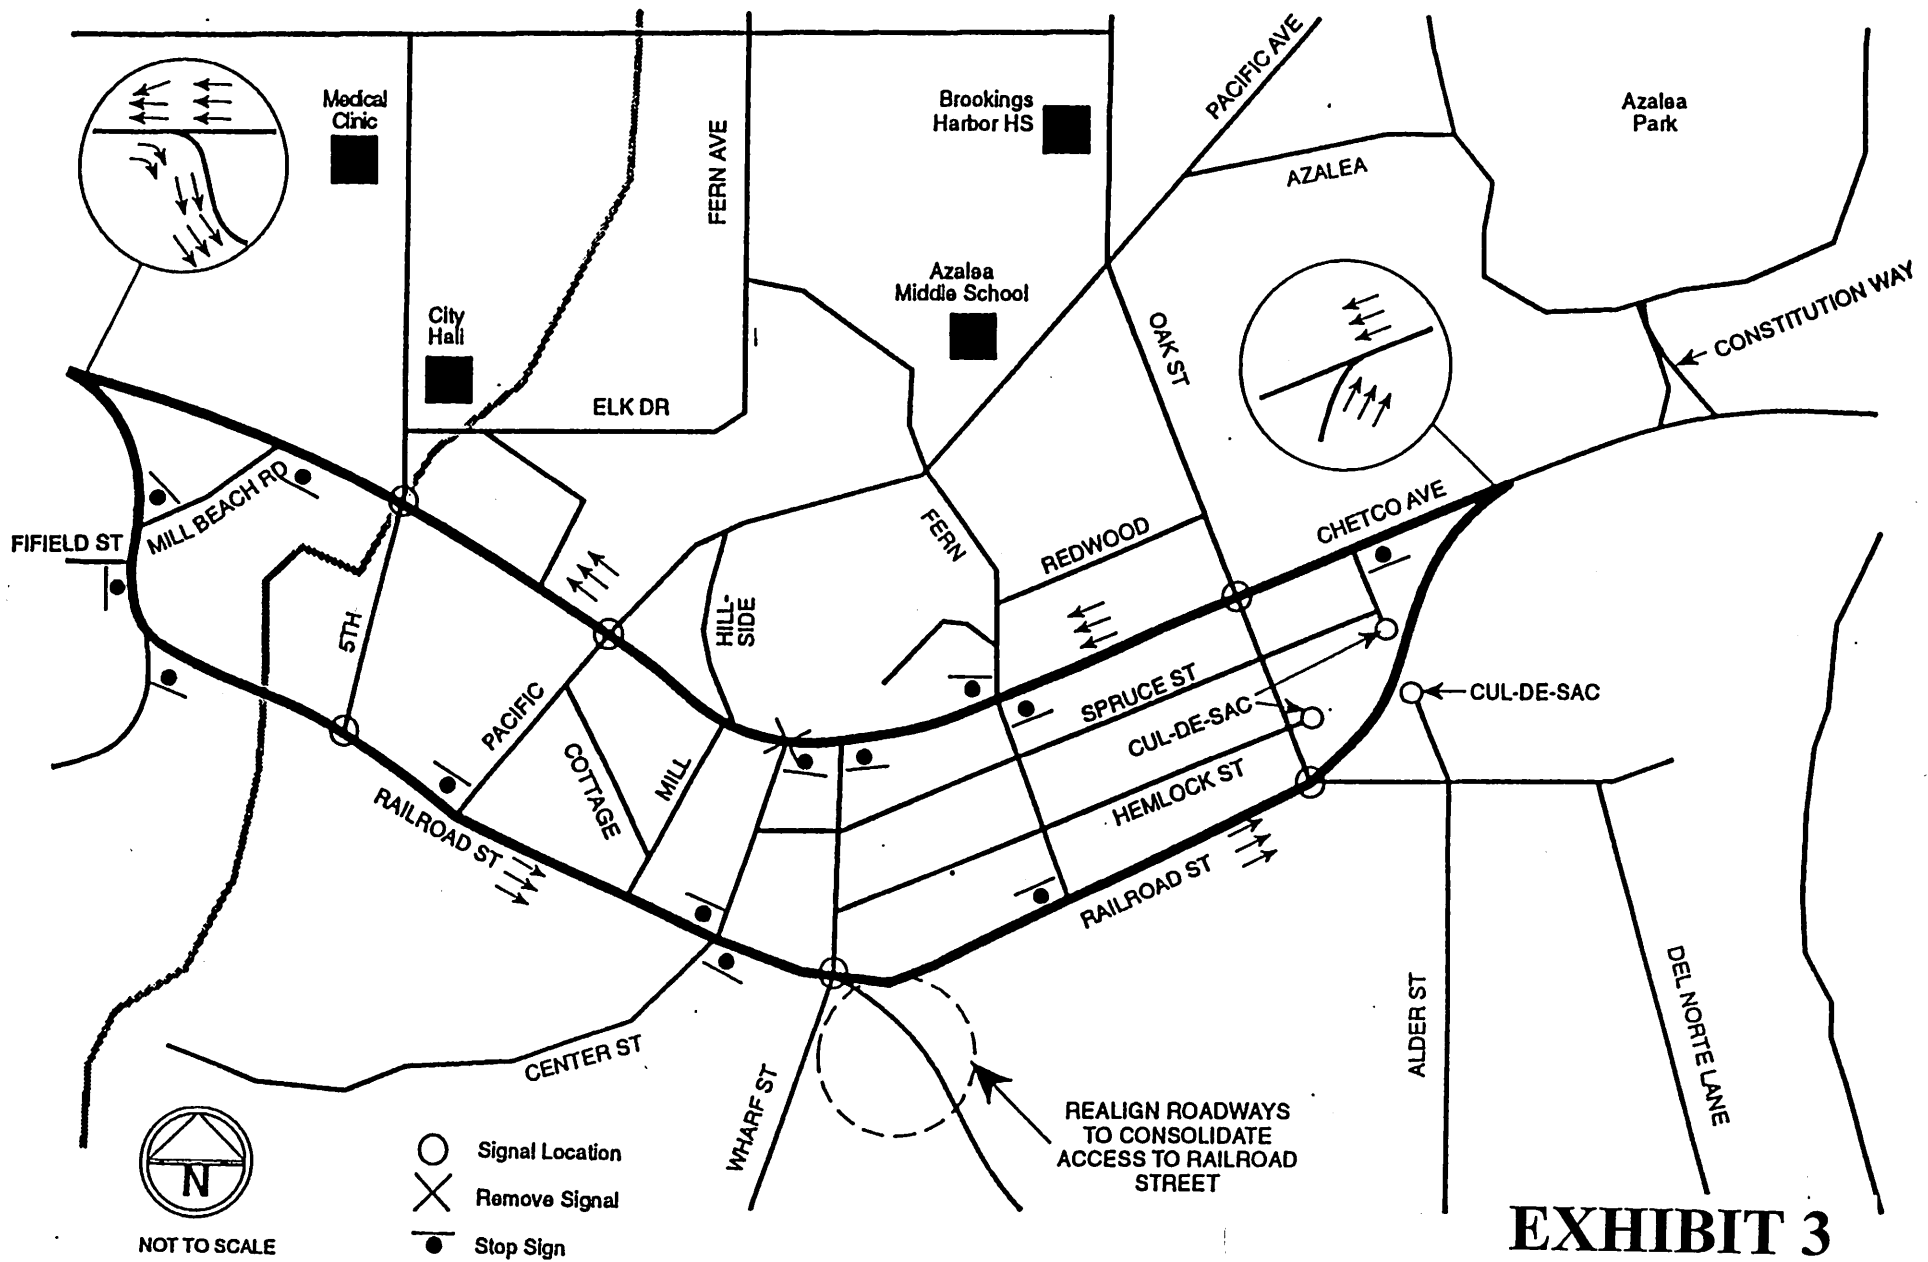 PACIFIC AVE
Medical
Clinic
Brookings
Harbor HS
Azalea
Park
FERN AVE
AZALEA
Azalea
Middle School
City
Hall
OAK ST
CONSTITUTION WAY
ELK DR
MILL BEACH RD
CHETCO AVE
FIFIELD ST
FERN
REDWOOD
HILL-
SIDE
5TH
SPRUCE ST
CUL-DE-SAC
CUL-DE-SAC
PACIFIC
COTTAGE
MILL
HEMLOCK ST
RAILROAD ST
RAILROAD ST
DEL NORTE LANE
ALDER ST
CENTER ST
WHARF ST
REALIGN ROADWAYS
TO CONSOLIDATE
ACCESS TO RAILROAD
STREET
N
NOT TO SCALE
Signal Location
Remove Signal
Stop Sign
EXHIBIT 3